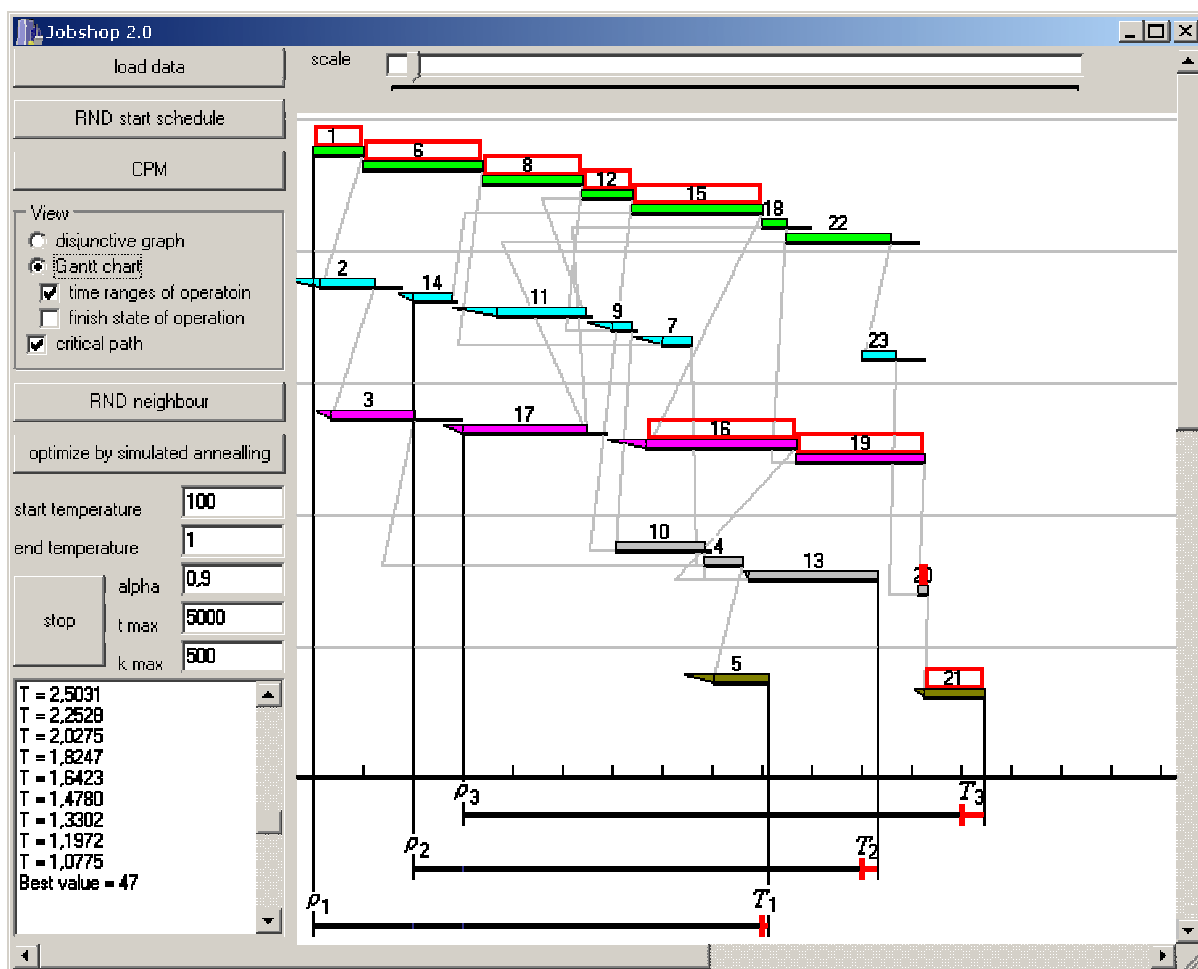 Jobshop 2.0
load data
scale
RND start schedule
CPM
View
disjunctive graph
Gantt chart
time ranges of operatoin
finish state of operation
critical path
RND neighbour
optimize by simulated annealling
start temperature 100
end temperature 1
alpha 0,9
stop
t max 5000
k max 500
T = 2,5031
T = 2,2528
T = 2,0275
T = 1,8247
T = 1,6423
T = 1,4780
T = 1,3302
T = 1,1972
T = 1,0775
Best value = 47
1
6
8
12
15
18
22
2
14
11
9
7
23
3
17
16
19
10
4
13
20
5
21
ρ3 T3
ρ2 T2
ρ1 T1